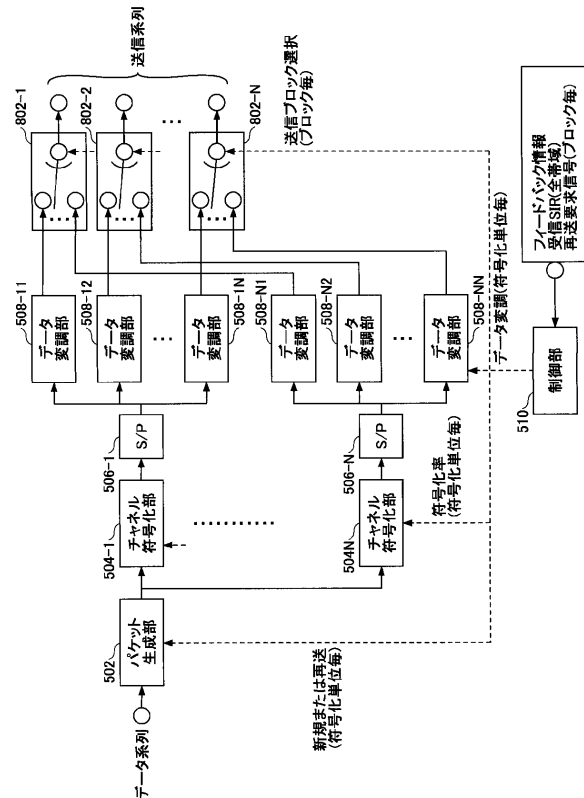 データ系列
502
パケット
生成部
新規または再送
(符号化単位毎)
504-1
チャネル
符号化部
504N
チャネル
符号化部
符号化率
(符号化単位毎)
506-1
S/P
506-N
S/P
508-11
データ
変調部
508-12
データ
変調部
508-1N
データ
変調部
508-N1
データ
変調部
508-N2
データ
変調部
508-NN
データ
変調部
データ変調(符号化単位毎)
802-1
802-2
802-N
送信系列
送信ブロック選択
(ブロック毎)
510
制御部
フィードバック情報
受信SIR(全帯域)
再送要求信号(ブロック毎)